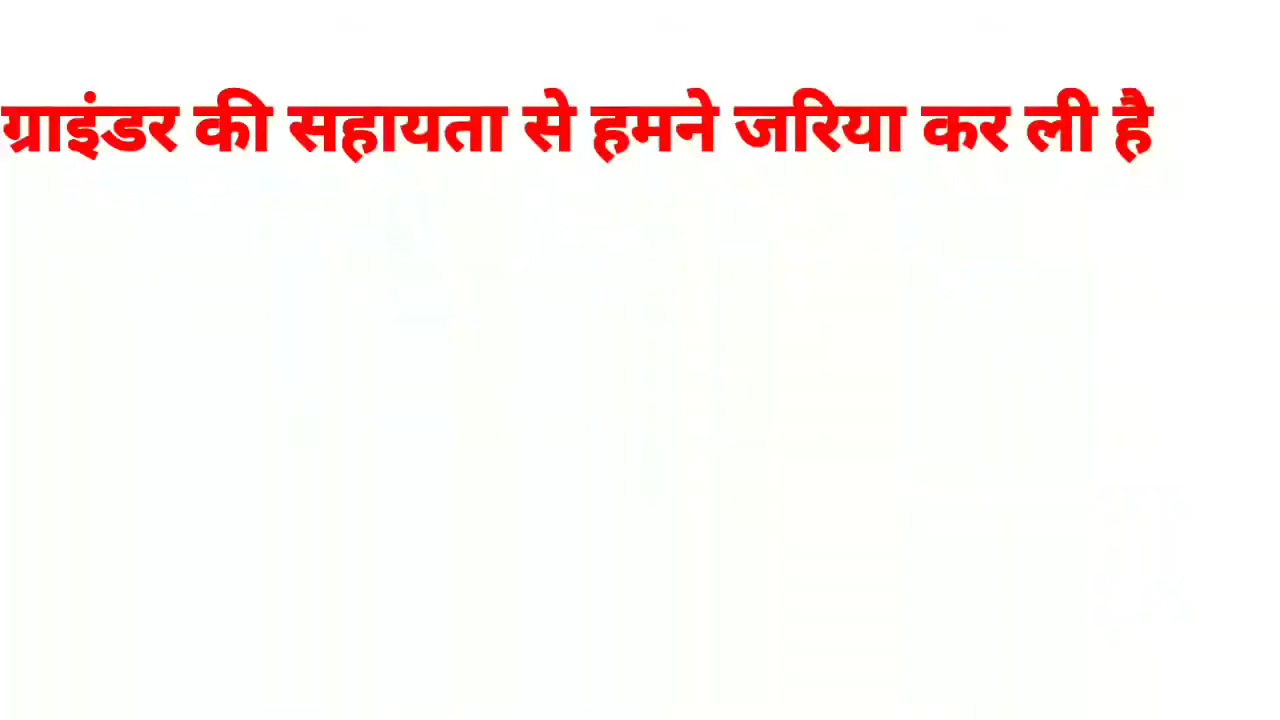 ग्राइंडर की सहायता से हमने जरिया कर ली है